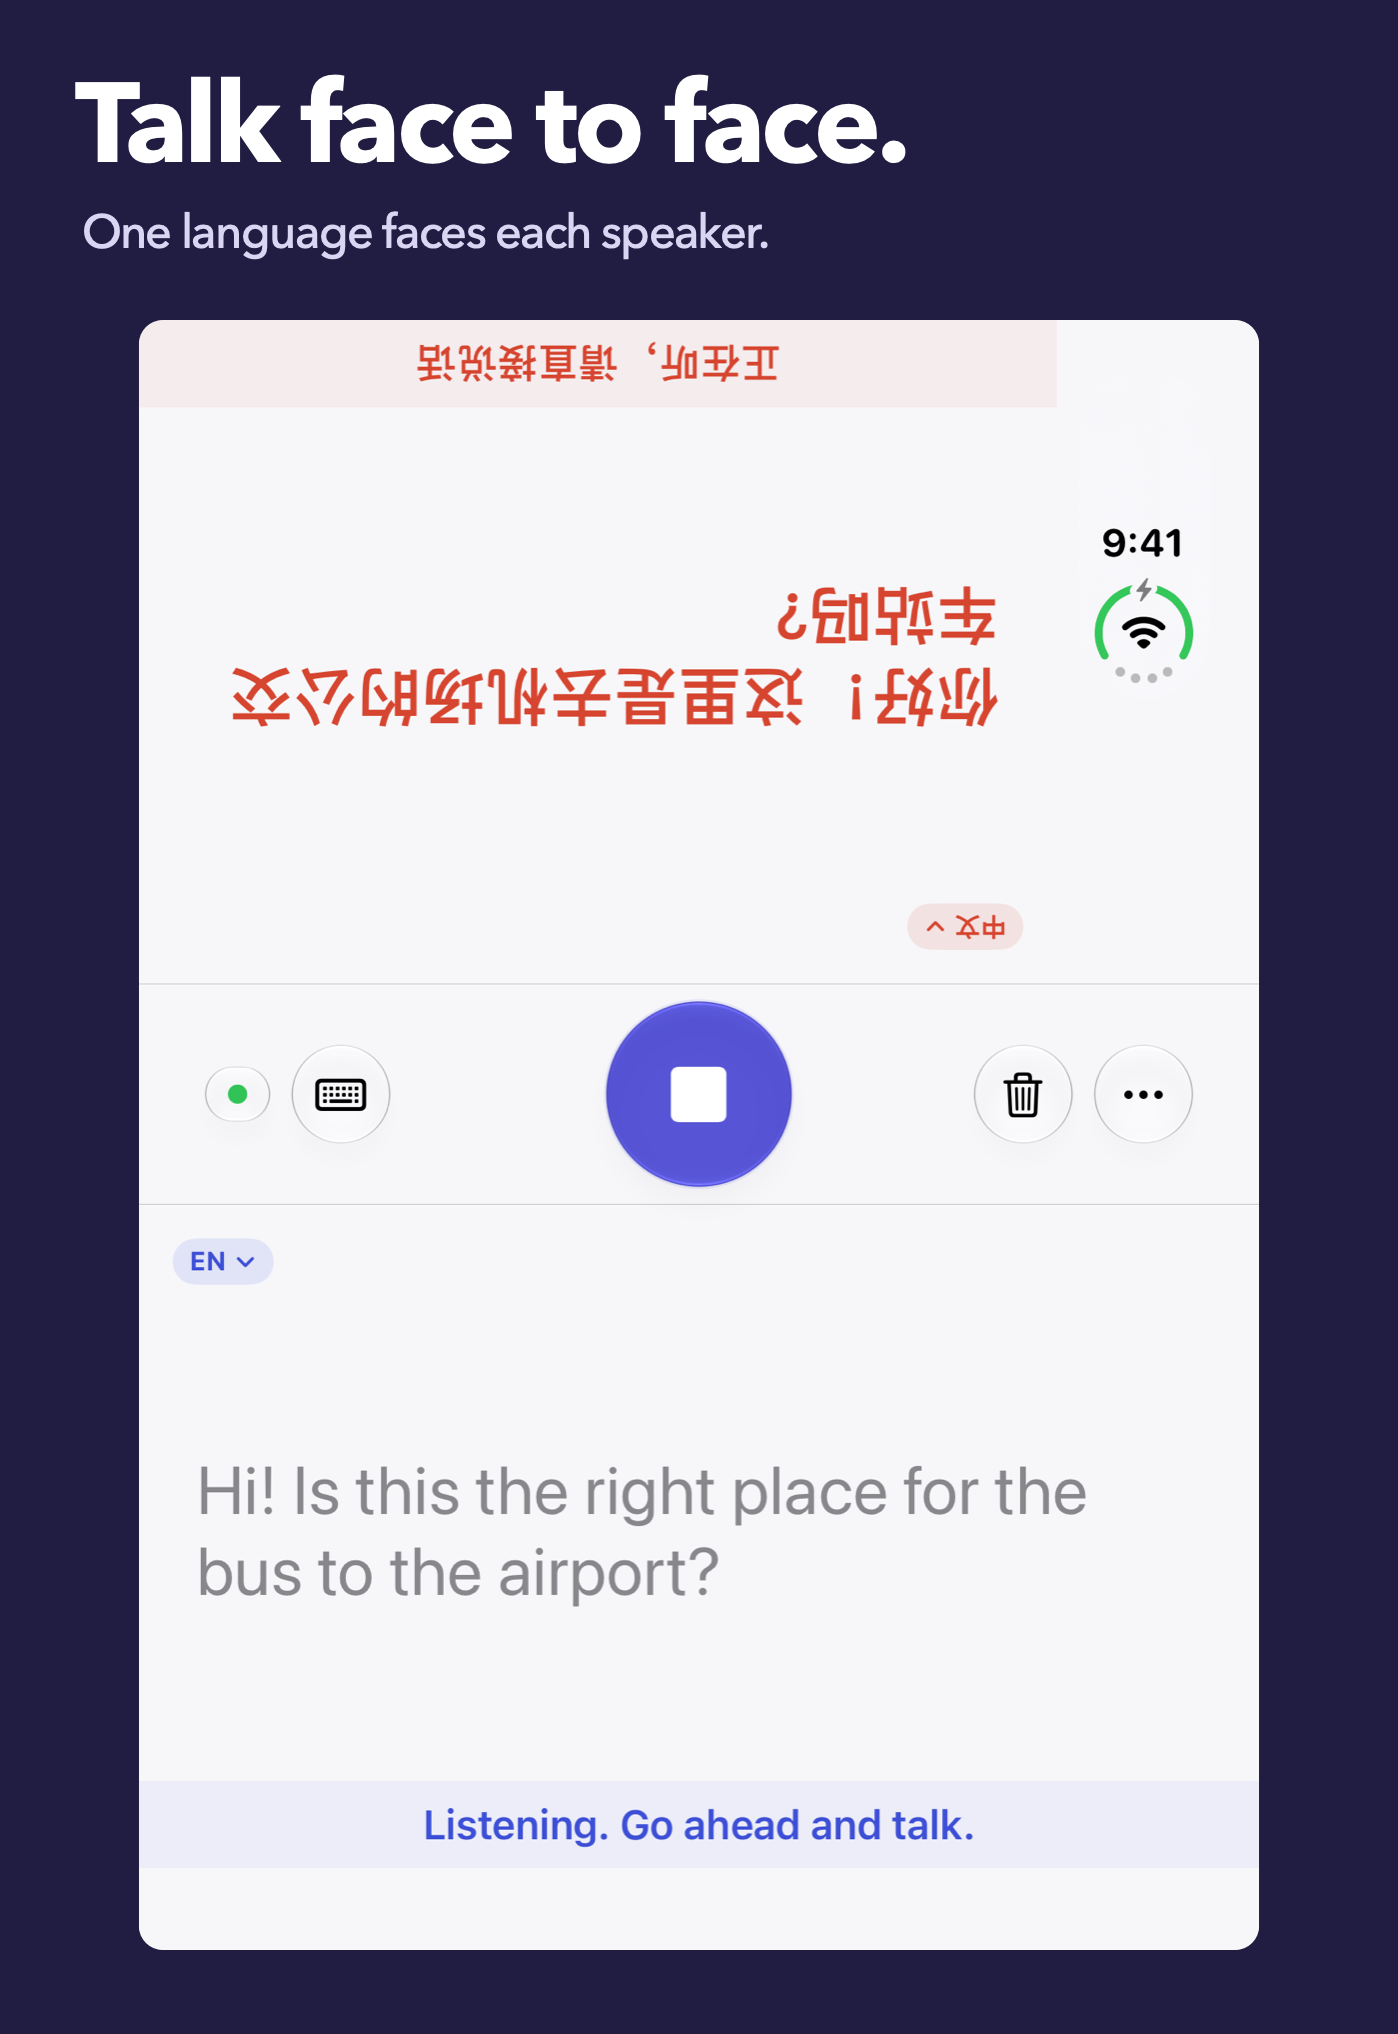 Talk face to face.
One language faces each speaker.
正在听，请直接说话
9:41
你好！这里是去机场的公交
车站吗？
中文
EN
Hi! Is this the right place for the
bus to the airport?
Listening. Go ahead and talk.